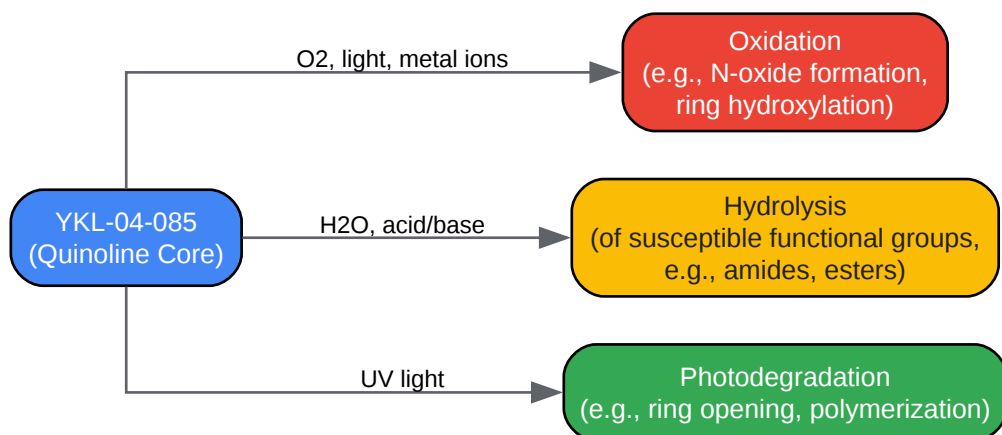 O2, light, metal ions
Oxidation
(e.g., N-oxide formation,
ring hydroxylation)
YKL-04-085
(Quinoline Core)
H2O, acid/base
Hydrolysis
(of susceptible functional groups,
e.g., amides, esters)
UV light
Photodegradation
(e.g., ring opening, polymerization)